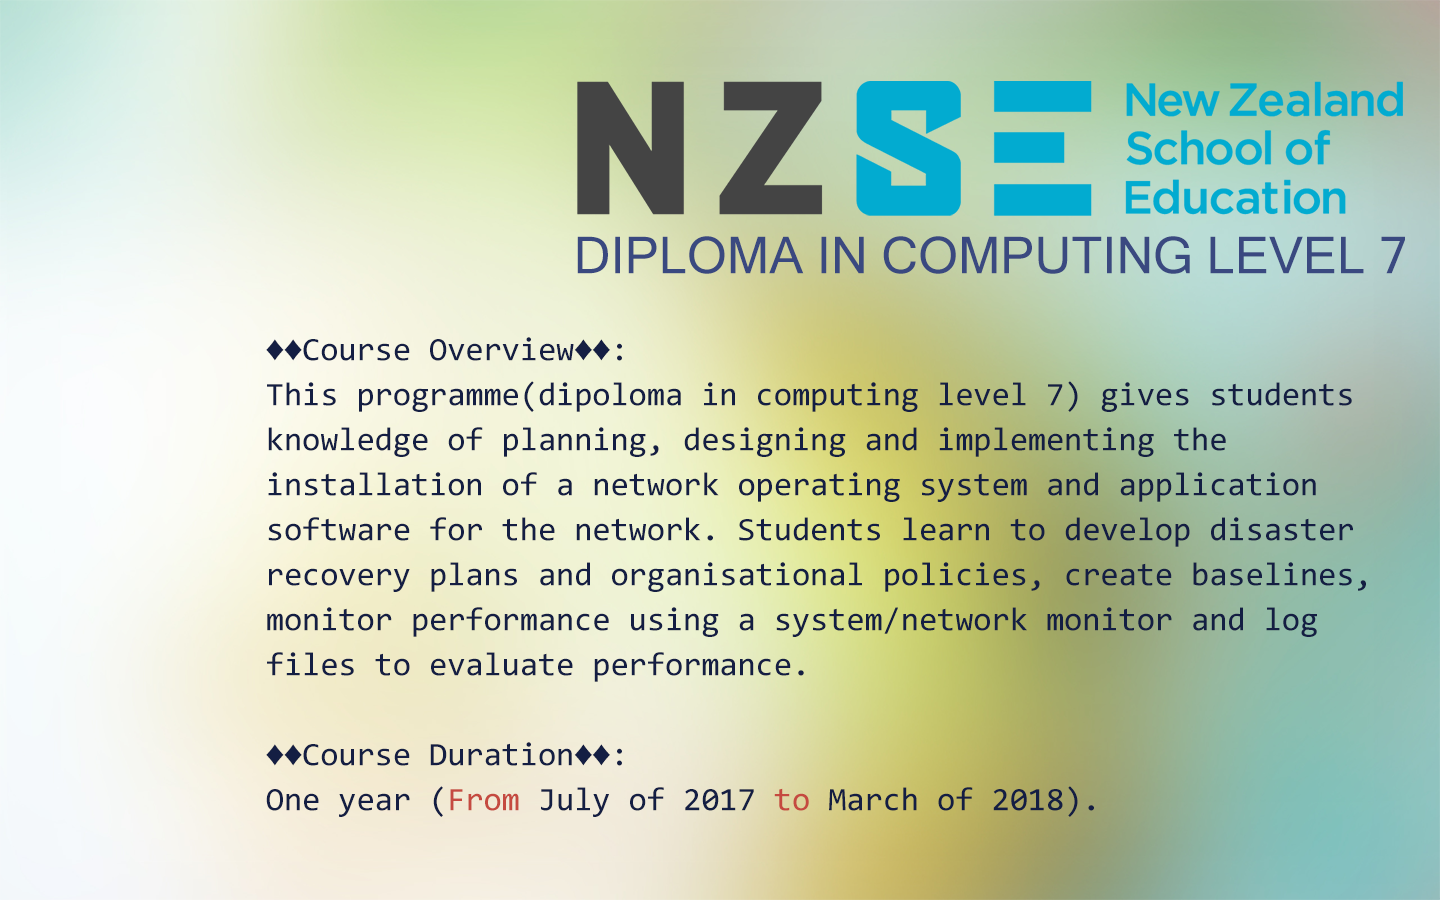 NZSE
New Zealand
School of
Education
DIPLOMA IN COMPUTING LEVEL 7
♦♦Course Overview♦♦:
This programme(dipoloma in computing level 7) gives students
knowledge of planning, designing and implementing the
installation of a network operating system and application
software for the network. Students learn to develop disaster
recovery plans and organisational policies, create baselines,
monitor performance using a system/network monitor and log
files to evaluate performance.
♦♦Course Duration♦♦:
One year (From July of 2017 to March of 2018).